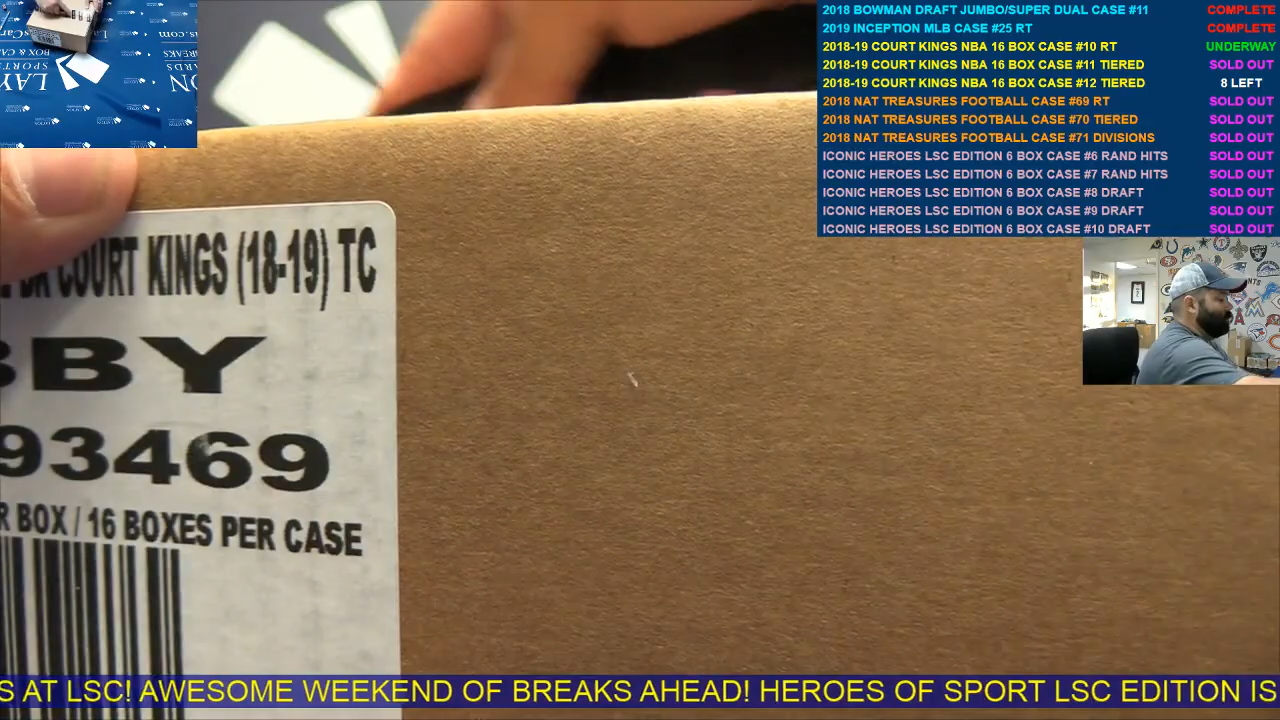 2018 BOWMAN DRAFT JUMBO/SUPER DUAL CASE #11 COMPLETE
2019 INCEPTION MLB CASE #25 RT COMPLETE
2018-19 COURT KINGS NBA 16 BOX CASE #10 RT UNDERWAY
2018-19 COURT KINGS NBA 16 BOX CASE #11 TIERED SOLD OUT
2018-19 COURT KINGS NBA 16 BOX CASE #12 TIERED 8 LEFT
2018 NAT TREASURES FOOTBALL CASE #69 RT SOLD OUT
2018 NAT TREASURES FOOTBALL CASE #70 TIERED SOLD OUT
2018 NAT TREASURES FOOTBALL CASE #71 DIVISIONS SOLD OUT
ICONIC HEROES LSC EDITION 6 BOX CASE #6 RAND HITS SOLD OUT
ICONIC HEROES LSC EDITION 6 BOX CASE #7 RAND HITS SOLD OUT
ICONIC HEROES LSC EDITION 6 BOX CASE #8 DRAFT SOLD OUT
ICONIC HEROES LSC EDITION 6 BOX CASE #9 DRAFT SOLD OUT
ICONIC HEROES LSC EDITION 6 BOX CASE #10 DRAFT SOLD OUT
COURT KINGS (18-19) TC
BBY
93469
R BOX / 16 BOXES PER CASE
S AT LSC! AWESOME WEEKEND OF BREAKS AHEAD! HEROES OF SPORT LSC EDITION IS